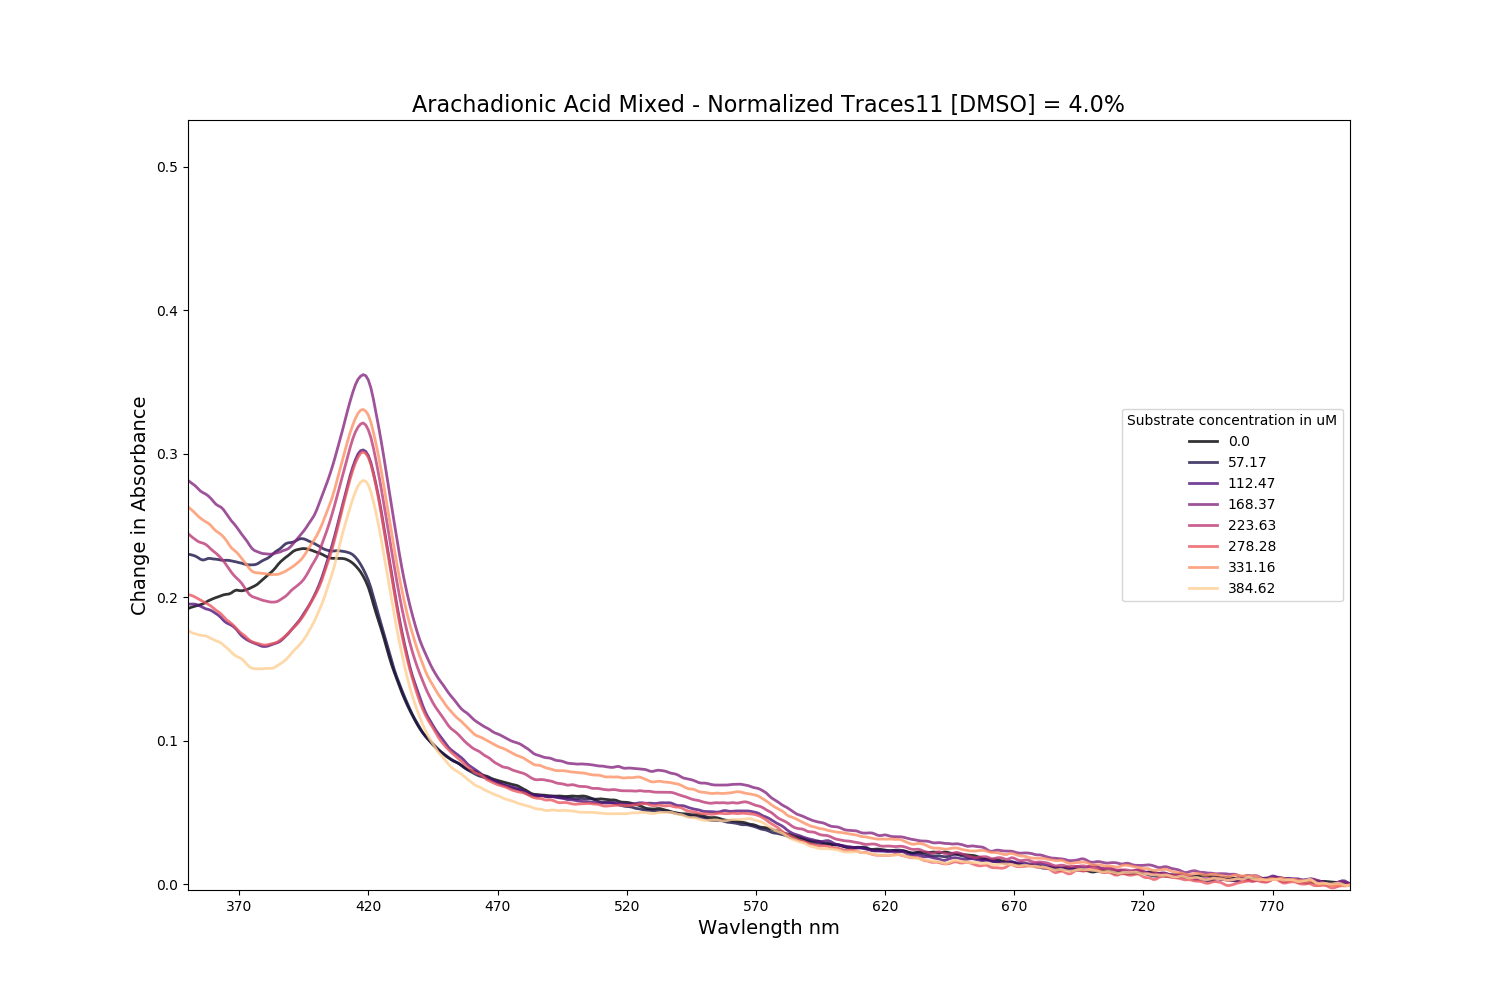 Arachadionic Acid Mixed - Normalized Traces11 [DMSO] = 4.0%
Change in Absorbance
0.5
0.4
0.3
0.2
0.1
0.0
Substrate concentration in uM
0.0
57.17
112.47
168.37
223.63
278.28
331.16
384.62
370 420 470 520 570 620 670 720 770
Wavlength nm